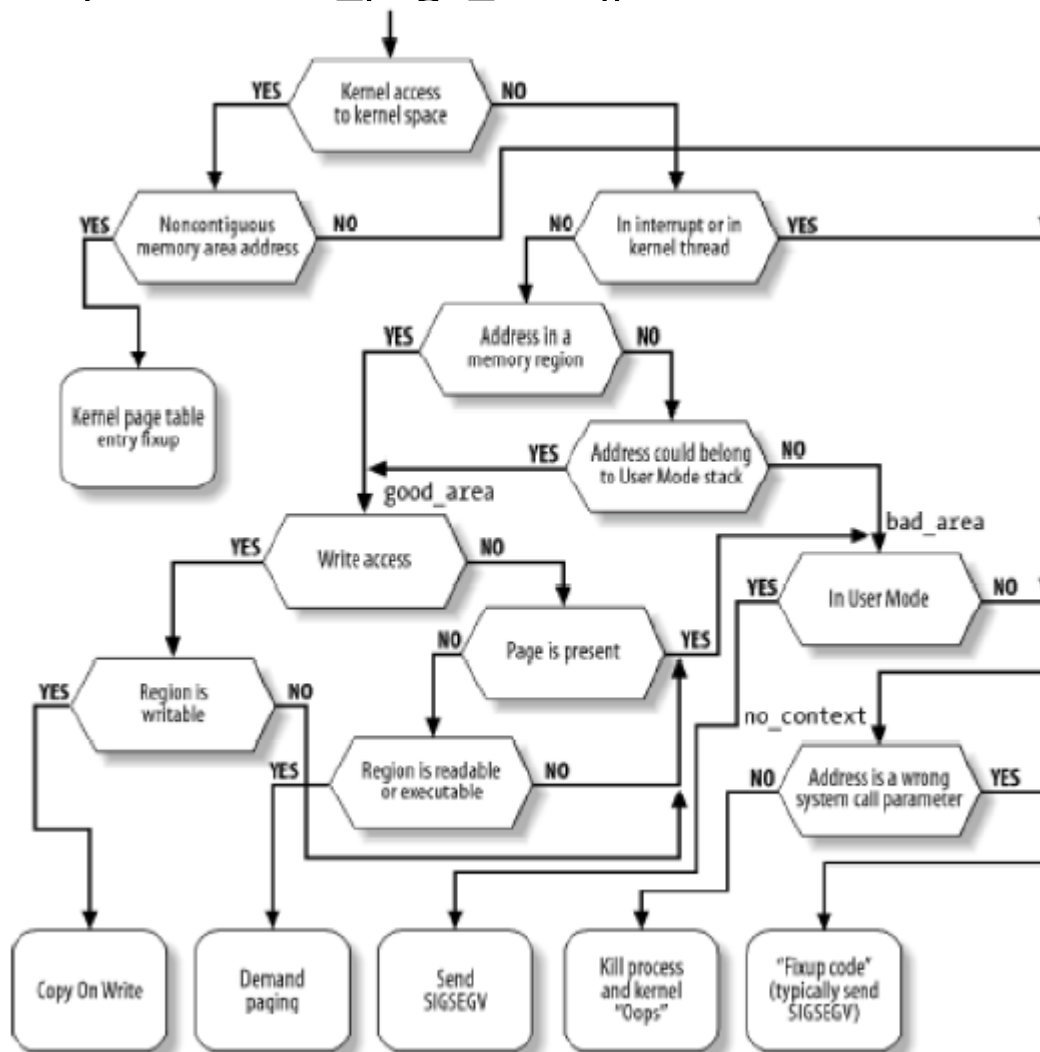 Kernel access
to kernel space
YES
NO
Noncontiguous
memory area address
YES
NO
In interrupt or in
kernel thread
NO
YES
Address in a
memory region
YES
NO
Kernel page table
entry fixup
Address could belong
to User Mode stack
YES
NO
good_area
bad_area
Write access
YES
NO
In User Mode
YES
NO
Page is present
NO
YES
Region is
writable
YES
NO
no_context
Region is readable
or executable
YES
NO
Address is a wrong
system call parameter
NO
YES
Copy On Write
Demand
paging
Send
SIGSEGV
Kill process
and kernel
"Oops"
"Fixup code"
(typically send
SIGSEGV)